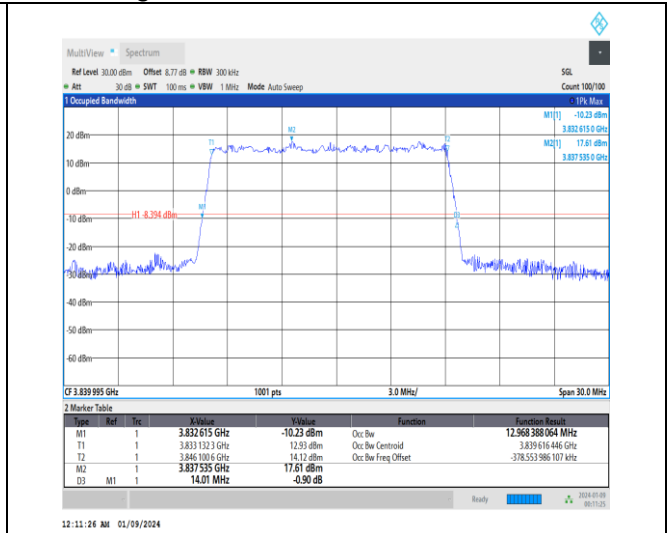 MultiView Spectrum
Ref Level 30.00 dBm Offset 8.77 dB RBW 300 kHz SGL
Att 30 dB SWT 100 ms VBW 1 MHz Mode Auto Sweep Count 100/100
1 Occupied Bandwidth 1Pk Max
M1[1] -10.23 dBm
3.832 615 0 GHz
M2[1] 17.61 dBm
3.837 535 0 GHz
M2
20 dBm
T1 T2
10 dBm
0 dBm
M1
H1 -8.394 dBm
-10 dBm
D3
-20 dBm
-30 dBm
-40 dBm
-50 dBm
-60 dBm
CF 3.839 995 GHz 1001 pts 3.0 MHz/ Span 30.0 MHz
2 Marker Table
Type Ref Trc X-Value Y-Value Function Function Result
M1 1 3.832 615 GHz -10.23 dBm Occ Bw 12.968 388 064 MHz
T1 1 3.833 132 3 GHz 12.93 dBm Occ Bw Centroid 3.839 616 446 GHz
T2 1 3.846 100 6 GHz 14.12 dBm Occ Bw Freq Offset -378.553 986 107 kHz
M2 1 3.837 535 GHz 17.61 dBm
D3 M1 1 14.01 MHz -0.90 dB
Ready 2024-01-09
00:11:25
12:11:26 AM 01/09/2024